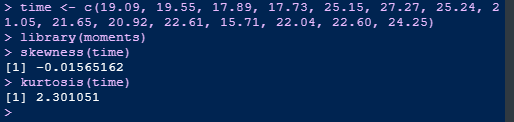 > time <- c(19.09, 19.55, 17.89, 17.73, 25.15, 27.27, 25.24, 2
1.05, 21.65, 20.92, 22.61, 15.71, 22.04, 22.60, 24.25)
> library(moments)
> skewness(time)
[1] -0.01565162
> kurtosis(time)
[1] 2.301051
>